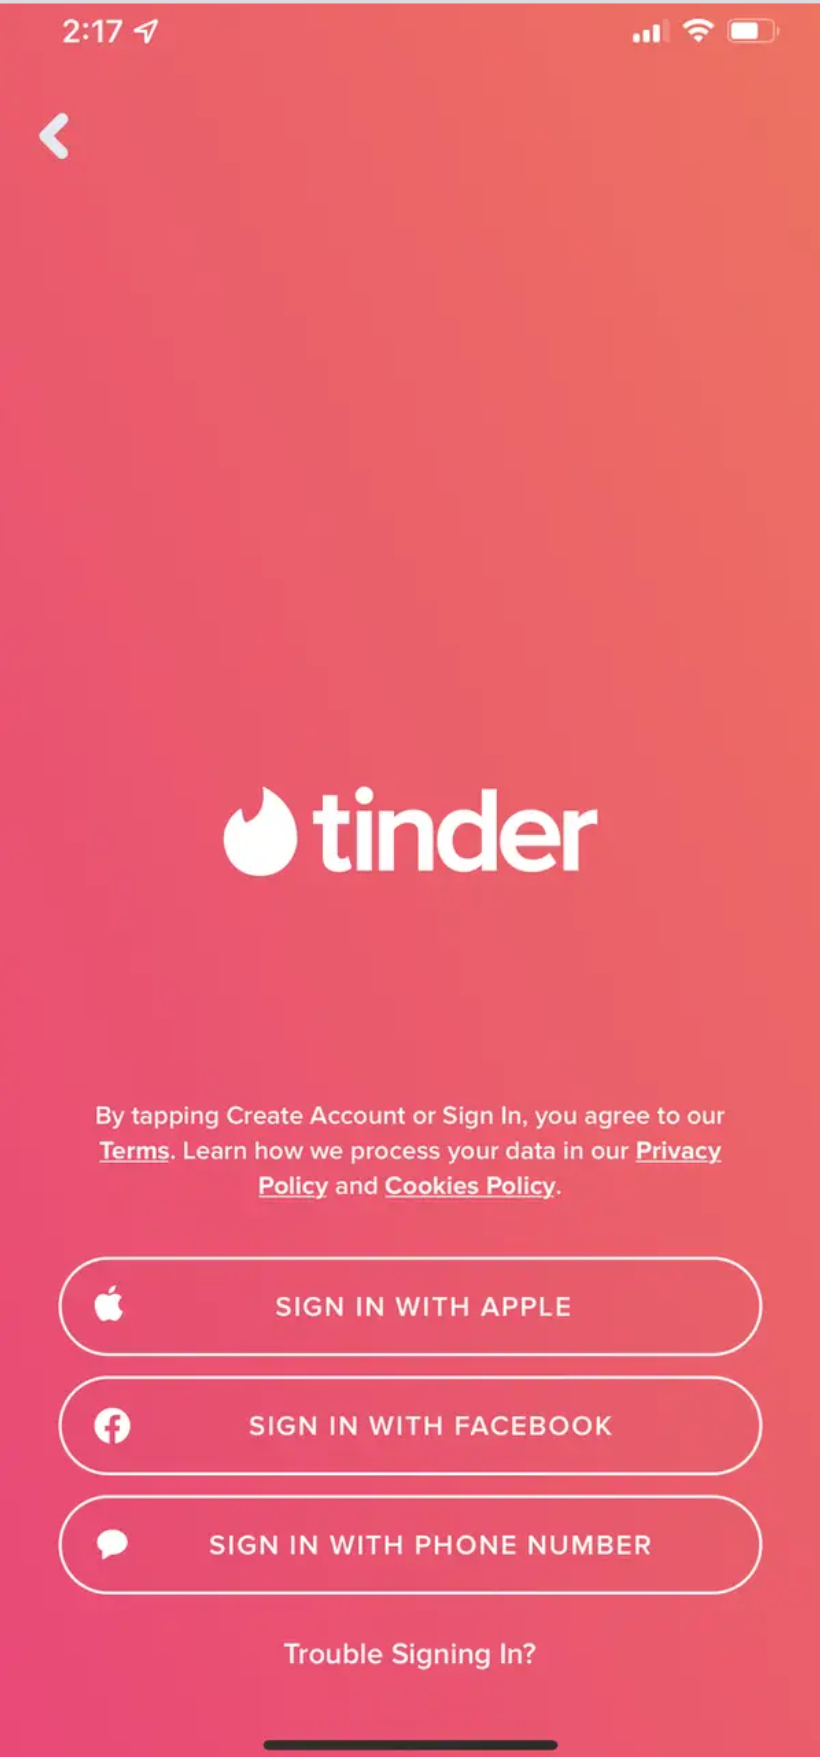 2:17
tinder
By tapping Create Account or Sign In, you agree to our
Terms. Learn how we process your data in our Privacy
Policy and Cookies Policy.
SIGN IN WITH APPLE
SIGN IN WITH FACEBOOK
SIGN IN WITH PHONE NUMBER
Trouble Signing In?